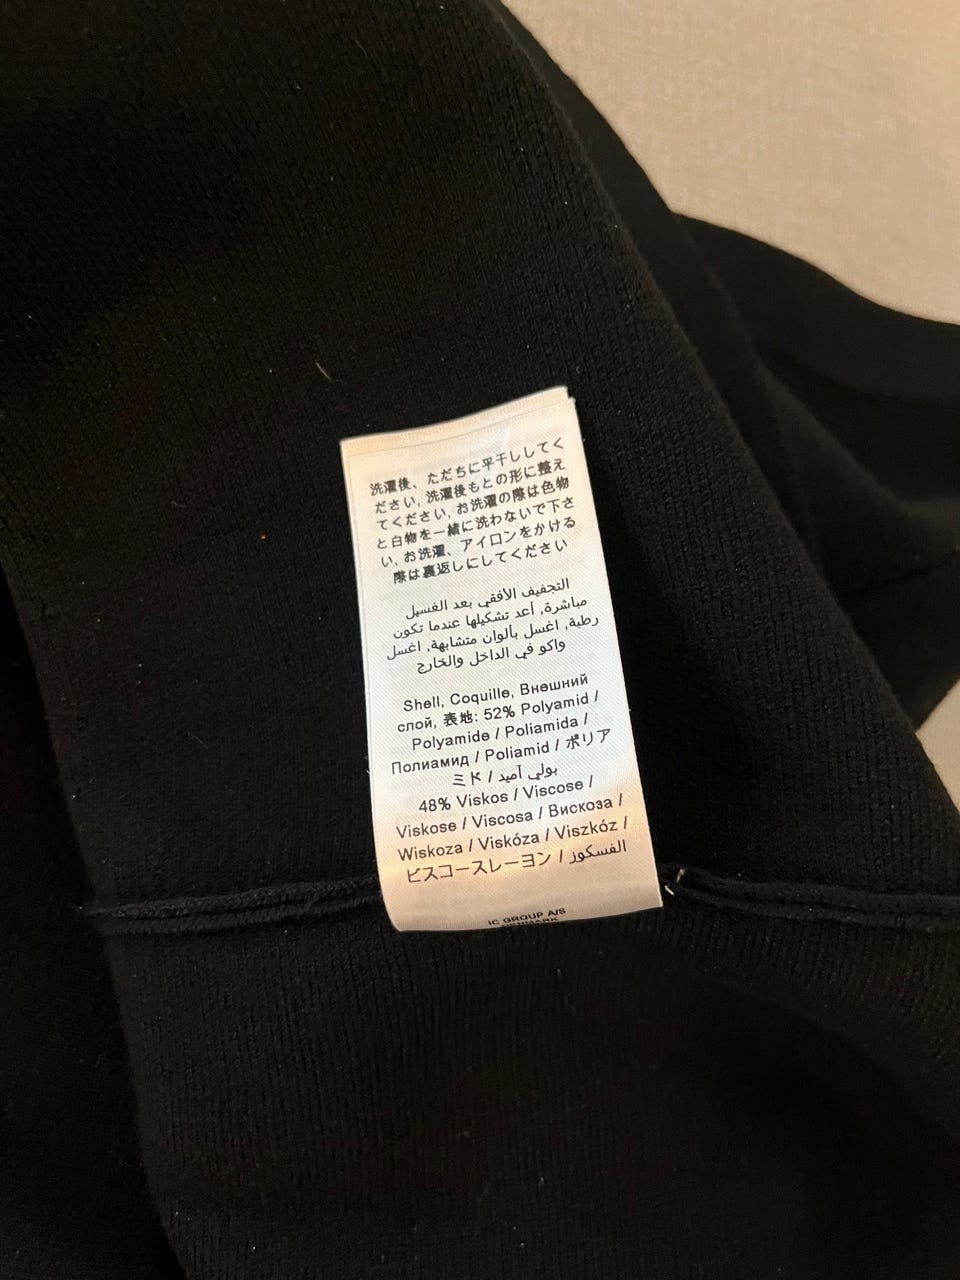 洗濯後、ただちに平干ししてく
ださい, 洗濯後もとの形に整え
てください, お洗濯の際は色物
と白物を一緒に洗わないで下さ
い, お洗濯、アイロンをかける
際は裏返しにしてください
التجفيف الأفقي بعد الغسيل
مباشرة, أعد تشكيلها عندما تكون
رطبة, اغسل بألوان متشابهة, اغسل
واكو في الداخل والخارج
Shell, Coquille, Внешний
слой, 表地: 52% Polyamid /
Polyamide / Poliamida /
Полиамид / Poliamid / ポリア
ミド / بولي آميد
48% Viskos / Viscose /
Viskose / Viscosa / Вискоза /
Wiskoza / Viskóza / Viszkóz /
ビスコースレーヨン / الفسكوز
IC GROUP A/S
DENMARK